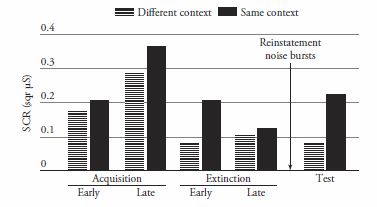 Different context Same context
0.4
Reinstatement
noise bursts
0.3
0.2
0.1
0
SCR (sqr µS)
Acquisition Extinction Test
Early Late Early Late